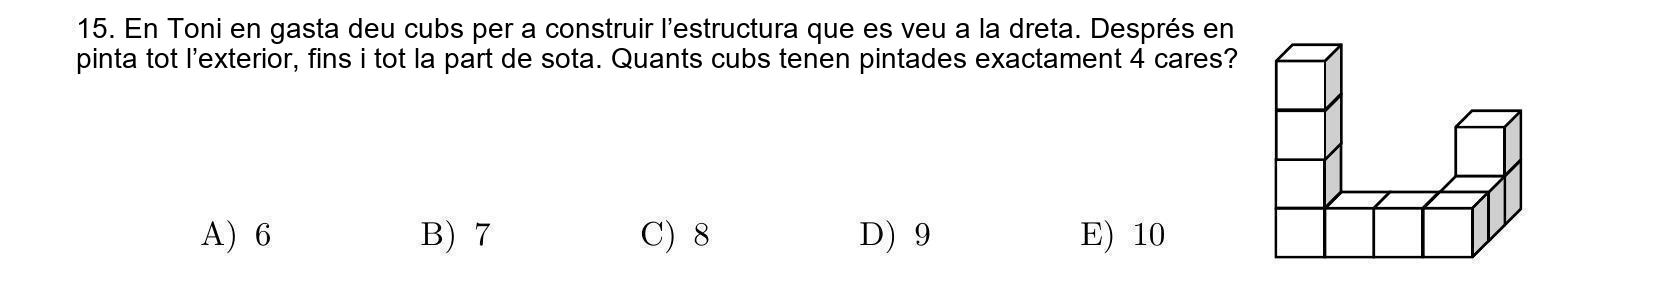 15. En Toni en gasta deu cubs per a construir l’estructura que es veu a la dreta. Després en
pinta tot l’exterior, fins i tot la part de sota. Quants cubs tenen pintades exactament 4 cares?
A) 6 B) 7 C) 8 D) 9 E) 10